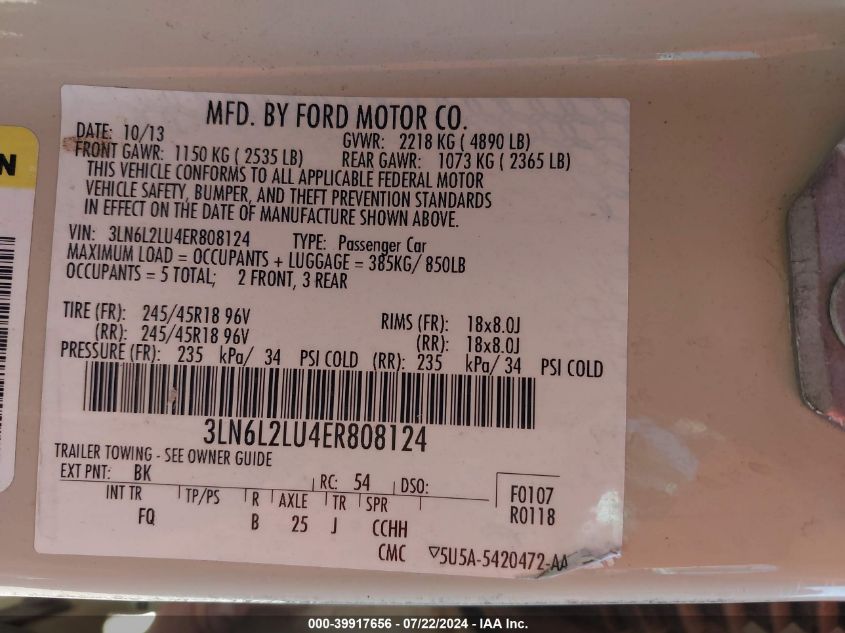 MFD. BY FORD MOTOR CO.
DATE: 10/13 GVWR: 2218 KG ( 4890 LB)
FRONT GAWR: 1150 KG ( 2535 LB) REAR GAWR: 1073 KG ( 2365 LB)
THIS VEHICLE CONFORMS TO ALL APPLICABLE FEDERAL MOTOR
VEHICLE SAFETY, BUMPER, AND THEFT PREVENTION STANDARDS
IN EFFECT ON THE DATE OF MANUFACTURE SHOWN ABOVE.
VIN: 3LN6L2LU4ER808124 TYPE: Passenger Car
MAXIMUM LOAD = OCCUPANTS + LUGGAGE = 385KG/ 850LB
OCCUPANTS = 5 TOTAL; 2 FRONT, 3 REAR
TIRE (FR): 245/45R18 96V RIMS (FR): 18x8.0J
(RR): 245/45R18 96V (RR): 18x8.0J
PRESSURE (FR): 235 kPa/ 34 PSI COLD (RR): 235 kPa/ 34 PSI COLD
3LN6L2LU4ER808124
TRAILER TOWING - SEE OWNER GUIDE
EXT PNT: BK RC: 54 DSO:
INT TR TP/PS R AXLE TR SPR F0107
FQ B 25 J CCHH R0118
CMC ▽5U5A-5420472-AA
N
000-39917656 - 07/22/2024 - IAA Inc.